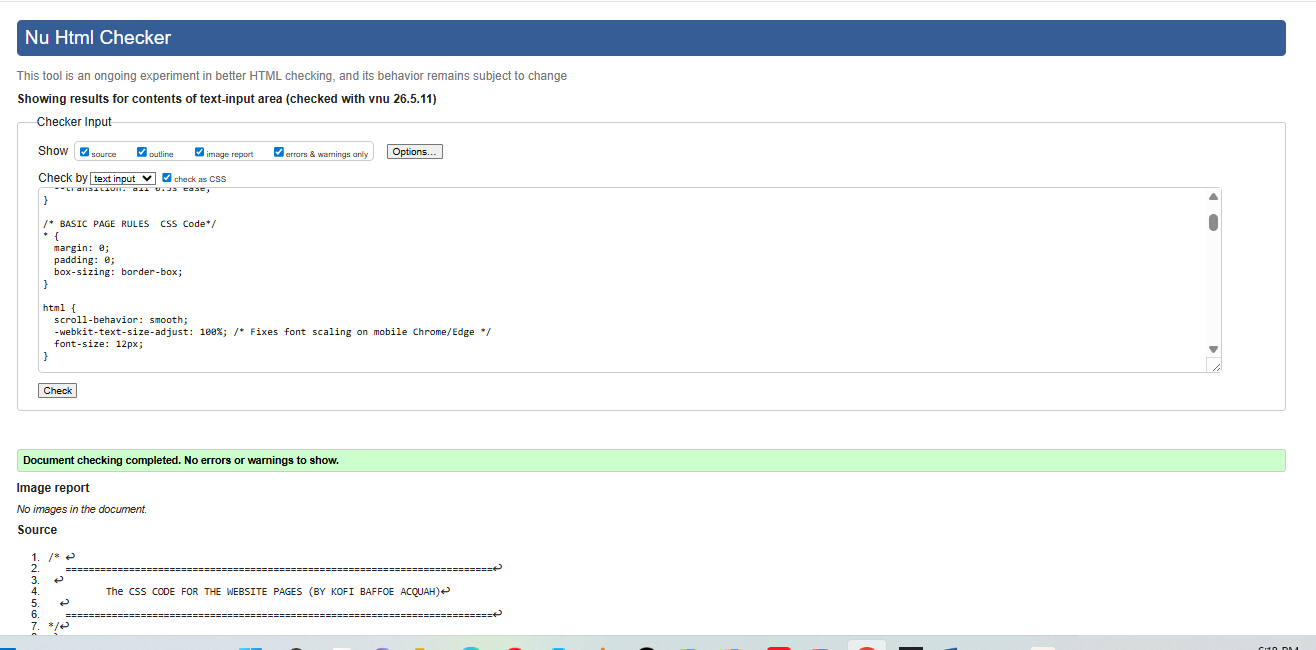 Nu Html Checker
This tool is an ongoing experiment in better HTML checking, and its behavior remains subject to change
Showing results for contents of text-input area (checked with vnu 26.5.11)
Checker Input
Show source outline image report errors & warnings only Options...
Check by text input check as CSS
--transition: all 0.3s ease;
}
/* BASIC PAGE RULES  CSS Code*/
* {
  margin: 0;
  padding: 0;
  box-sizing: border-box;
}
html {
  scroll-behavior: smooth;
  -webkit-text-size-adjust: 100%; /* Fixes font scaling on mobile Chrome/Edge */
  font-size: 12px;
}
Check
Document checking completed. No errors or warnings to show.
Image report
No images in the document.
Source
1. /* ↩
2. ==========================================================================↩
3. ↩
4. The CSS CODE FOR THE WEBSITE PAGES (BY KOFI BAFFOE ACQUAH)↩
5. ↩
6. ==========================================================================↩
7. */↩